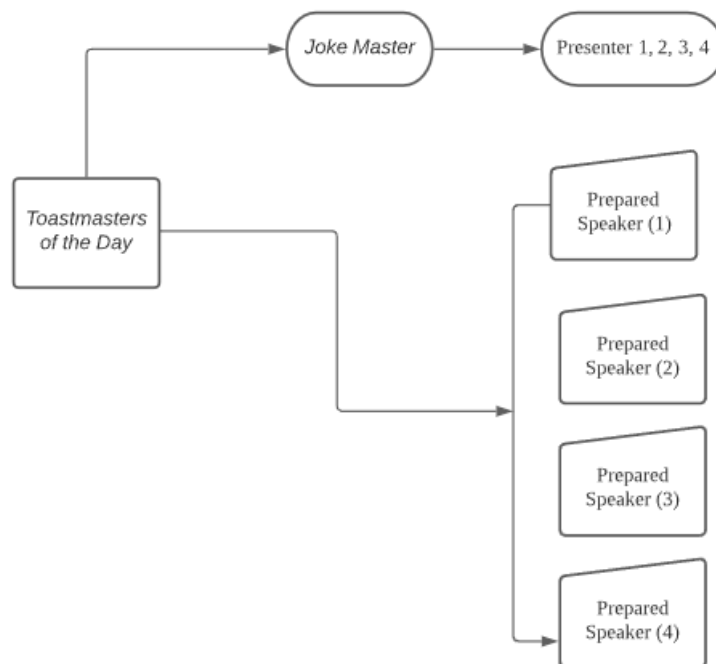 Joke Master
Presenter 1, 2, 3, 4
Toastmasters
of the Day
Prepared
Speaker (1)
Prepared
Speaker (2)
Prepared
Speaker (3)
Prepared
Speaker (4)